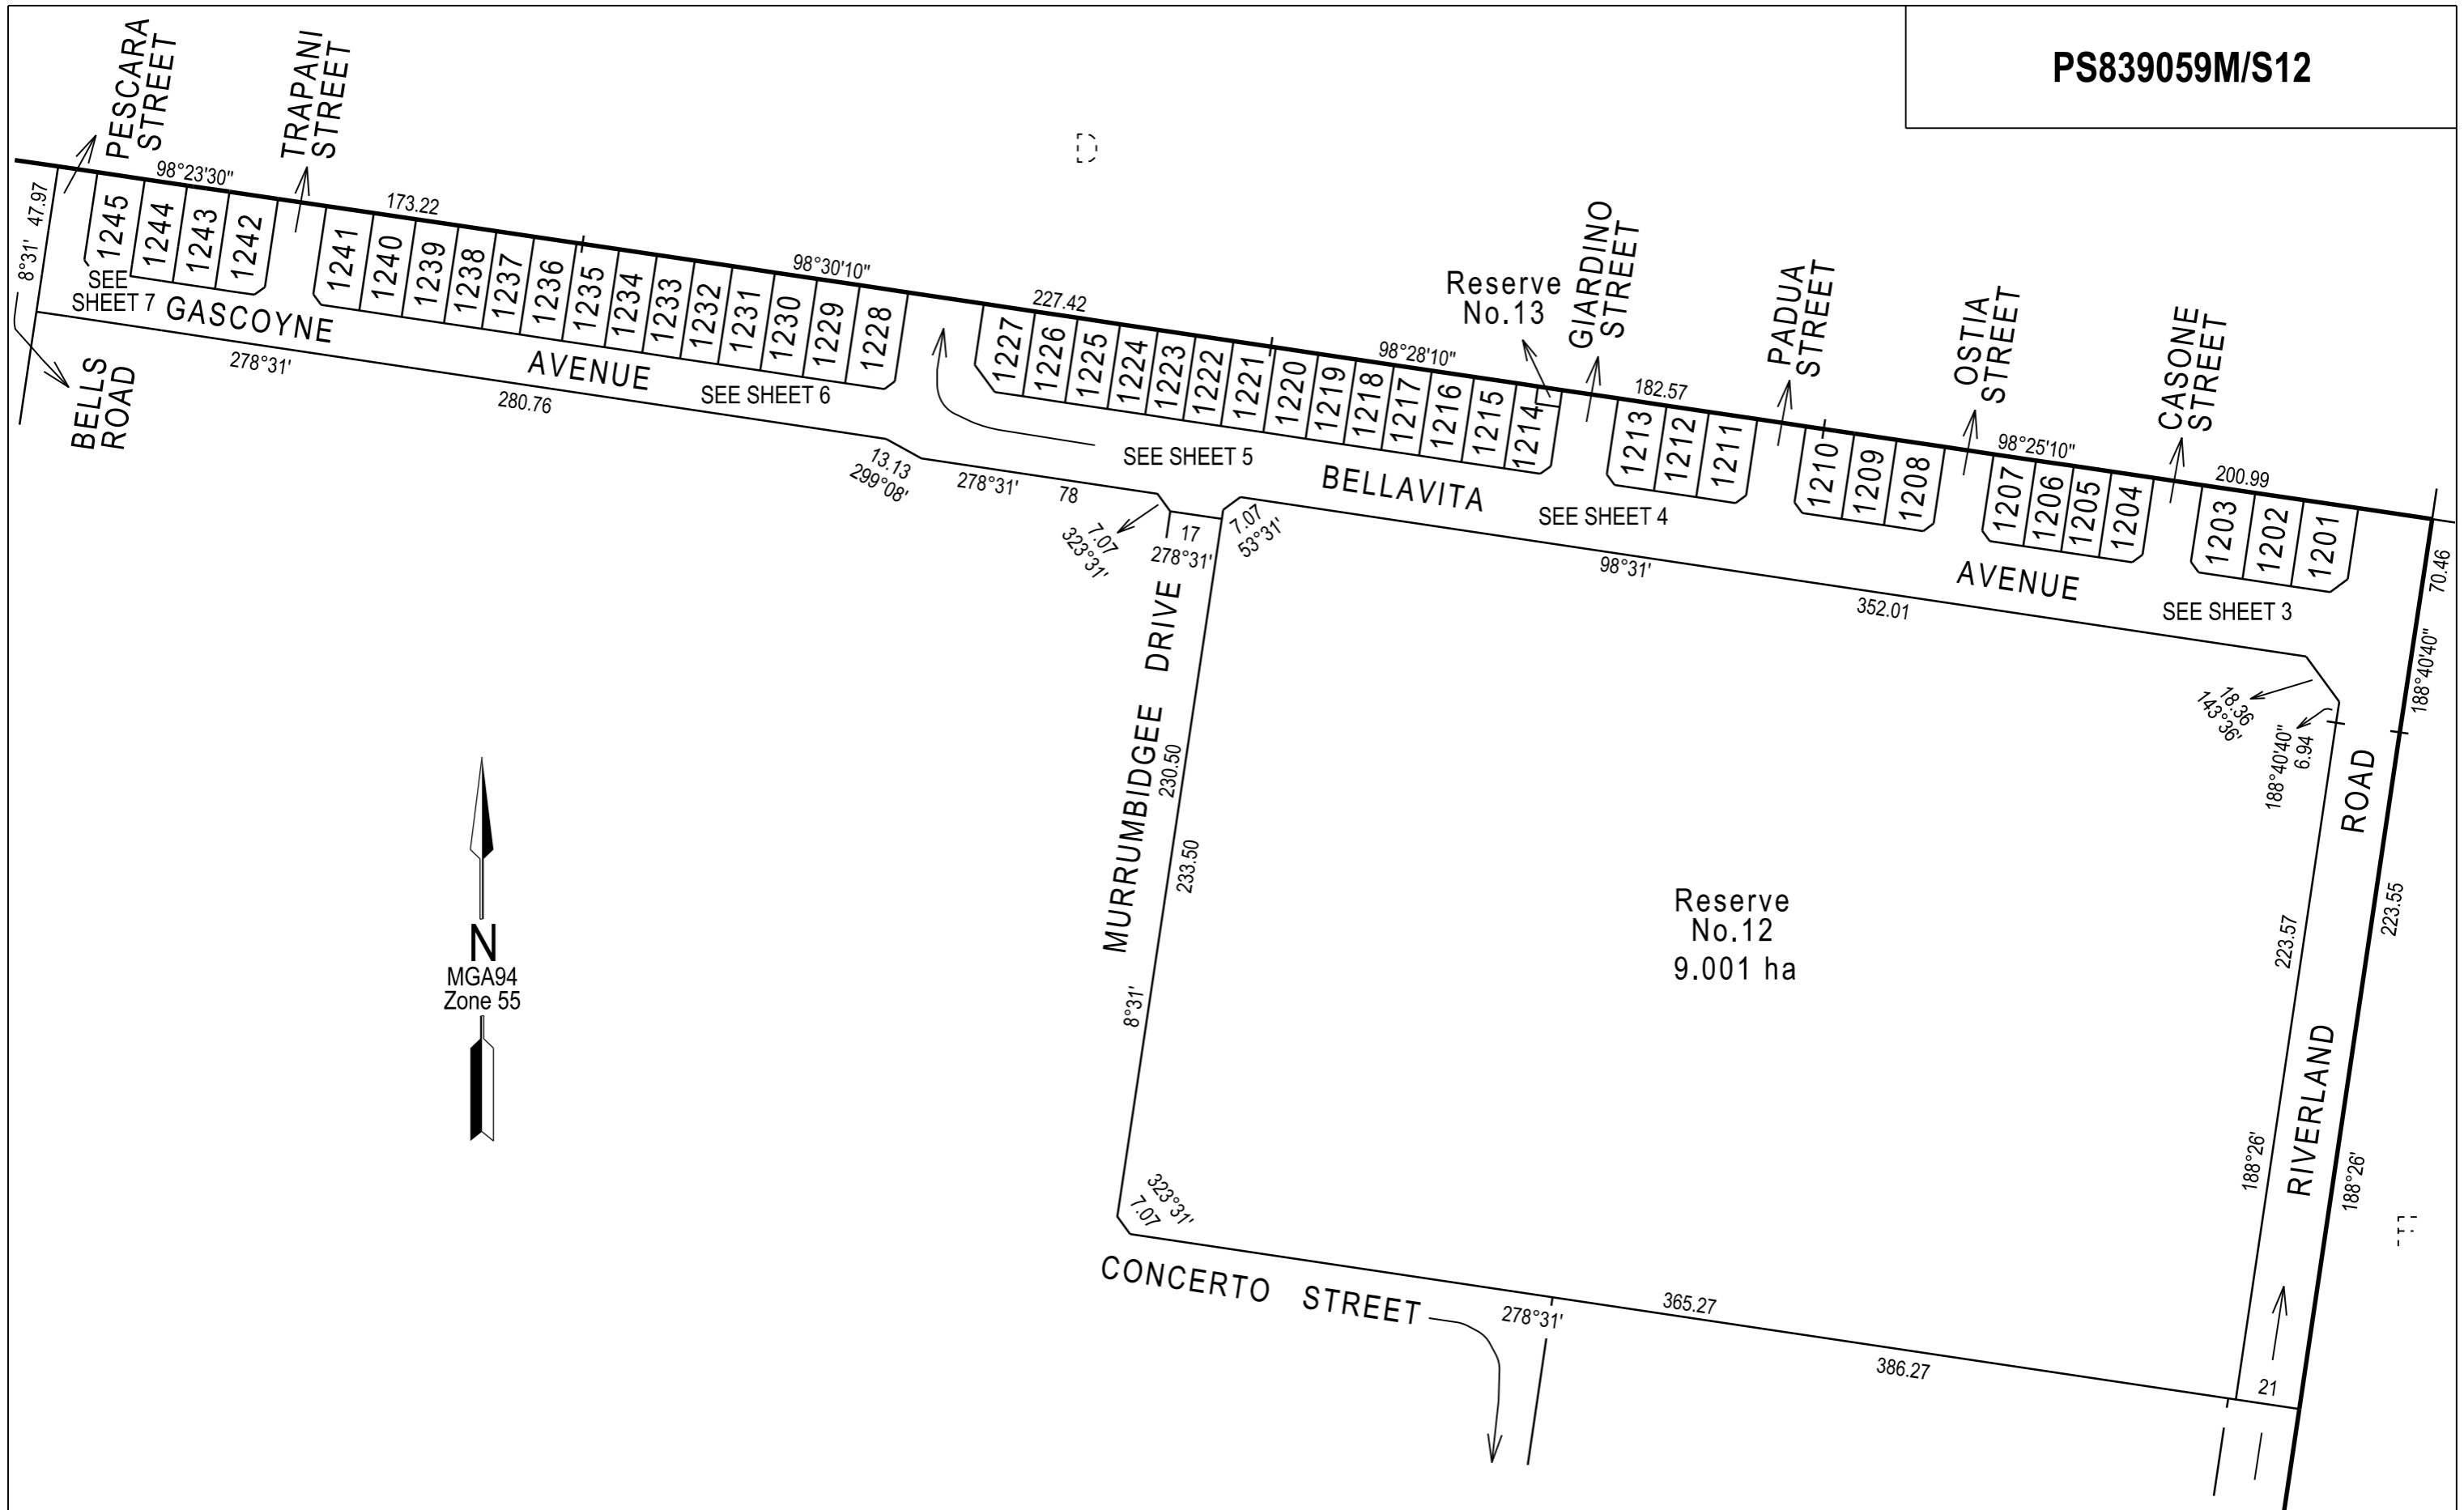 PS839059M/S12
PESCARA
STREET
TRAPANI
STREET
98°23'30"
173.22
47.97
8°31'
1245
1244
1243
1242
1241
1240
1239
1238
1237
1236
1235
1234
1233
1232
1231
1230
1229
1228
98°30'10"
SEE
SHEET 7
GASCOYNE
AVENUE
SEE SHEET 6
278°31'
280.76
BELLS
ROAD
227.42
1227
1226
1225
1224
1223
1222
1221
1220
1219
1218
1217
1216
1215
1214
98°28'10"
Reserve
No.13
GIARDINO
STREET
182.57
PADUA
STREET
OSTIA
STREET
98°25'10"
CASONE
STREET
200.99
1213
1212
1211
1210
1209
1208
1207
1206
1205
1204
1203
1202
1201
SEE SHEET 5
BELLAVITA
SEE SHEET 4
AVENUE
SEE SHEET 3
13.13
299°08'
278°31'
78
7.07
323°31'
17
278°31'
7.07
53°31'
98°31'
352.01
70.46
188°40'40"
18.36
143°36'
188°40'40"
6.94
MURRUMBIDGEE DRIVE
230.50
233.50
8°31'
N
MGA94
Zone 55
Reserve
No.12
9.001 ha
RIVERLAND ROAD
223.57
223.55
188°26'
188°26'
323°31'
7.07
CONCERTO STREET
278°31'
365.27
386.27
21